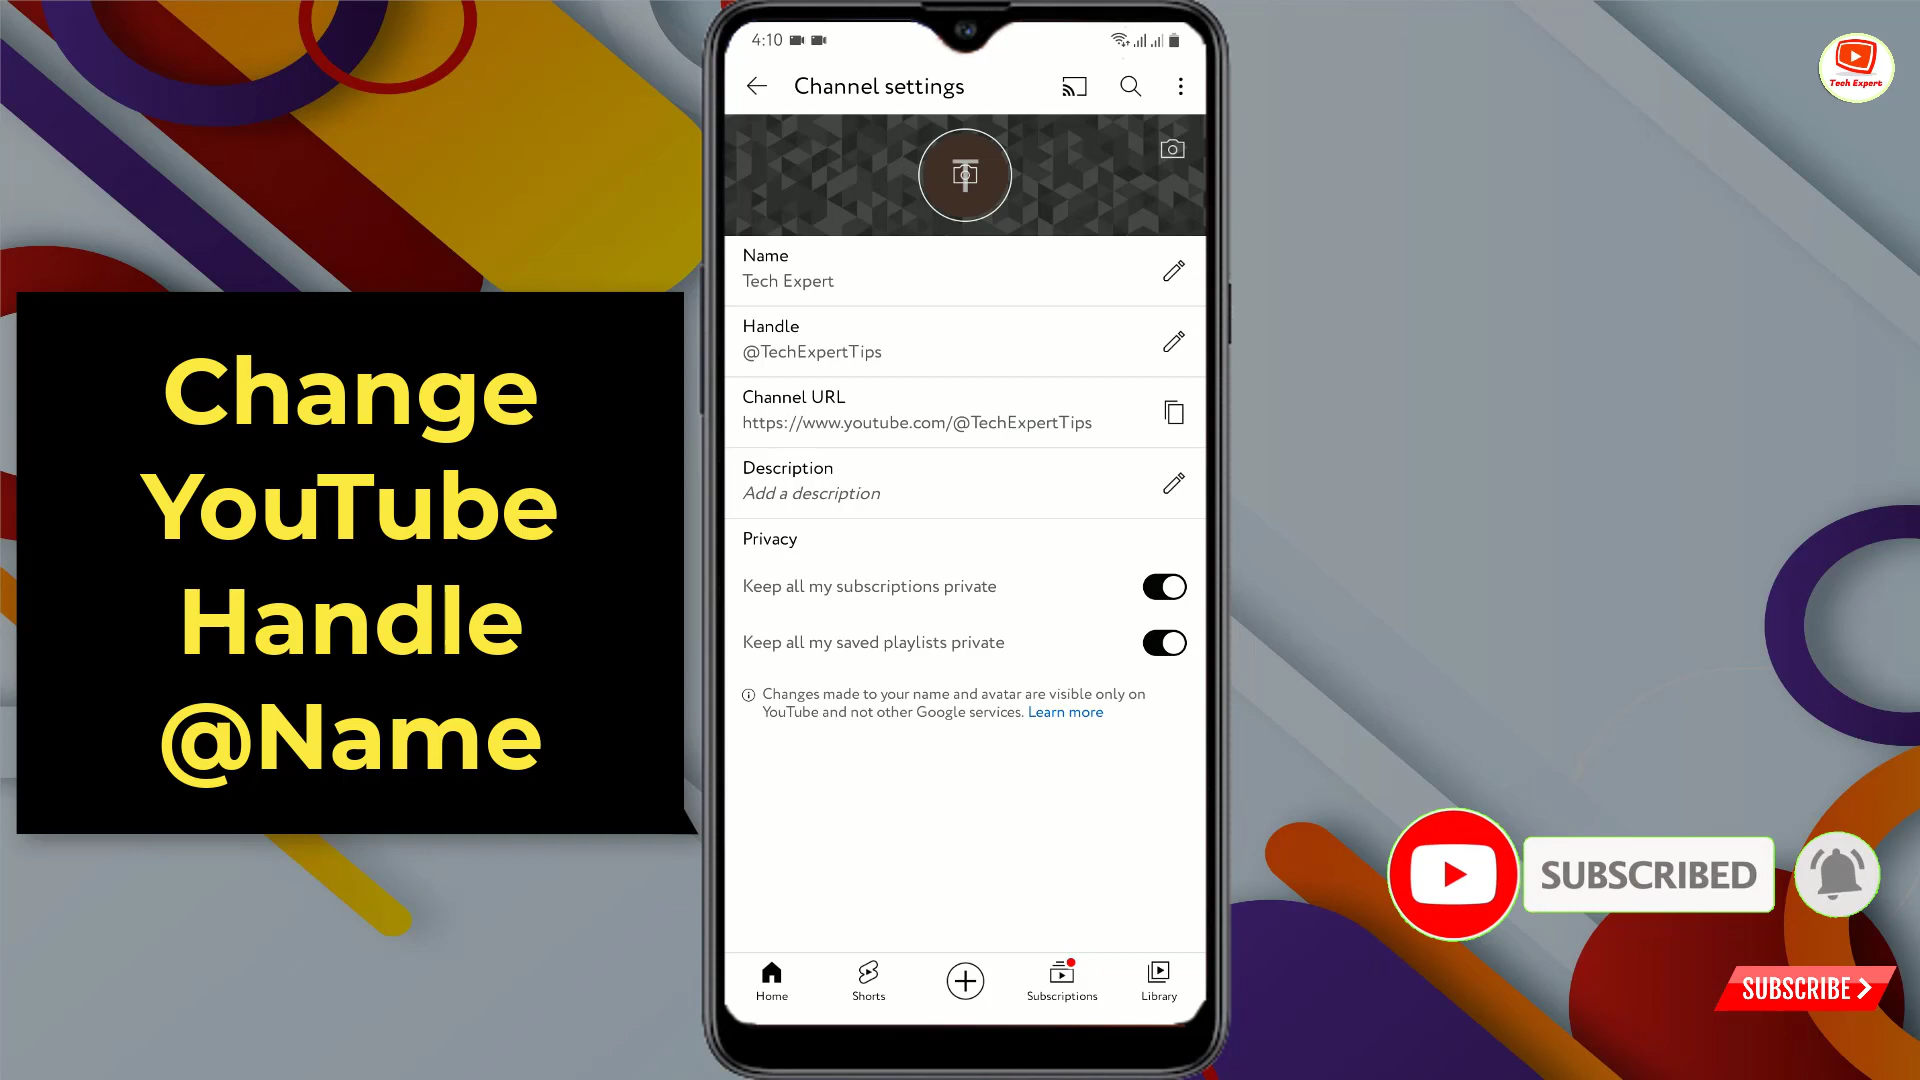 Change
YouTube
Handle
@Name
4:10
Channel settings
T
Name
Tech Expert
Handle
@TechExpertTips
Channel URL
https://www.youtube.com/@TechExpertTips
Description
Add a description
Privacy
Keep all my subscriptions private
Keep all my saved playlists private
Changes made to your name and avatar are visible only on
YouTube and not other Google services. Learn more
Home
Shorts
Subscriptions
Library
Tech Expert
SUBSCRIBED
SUBSCRIBE